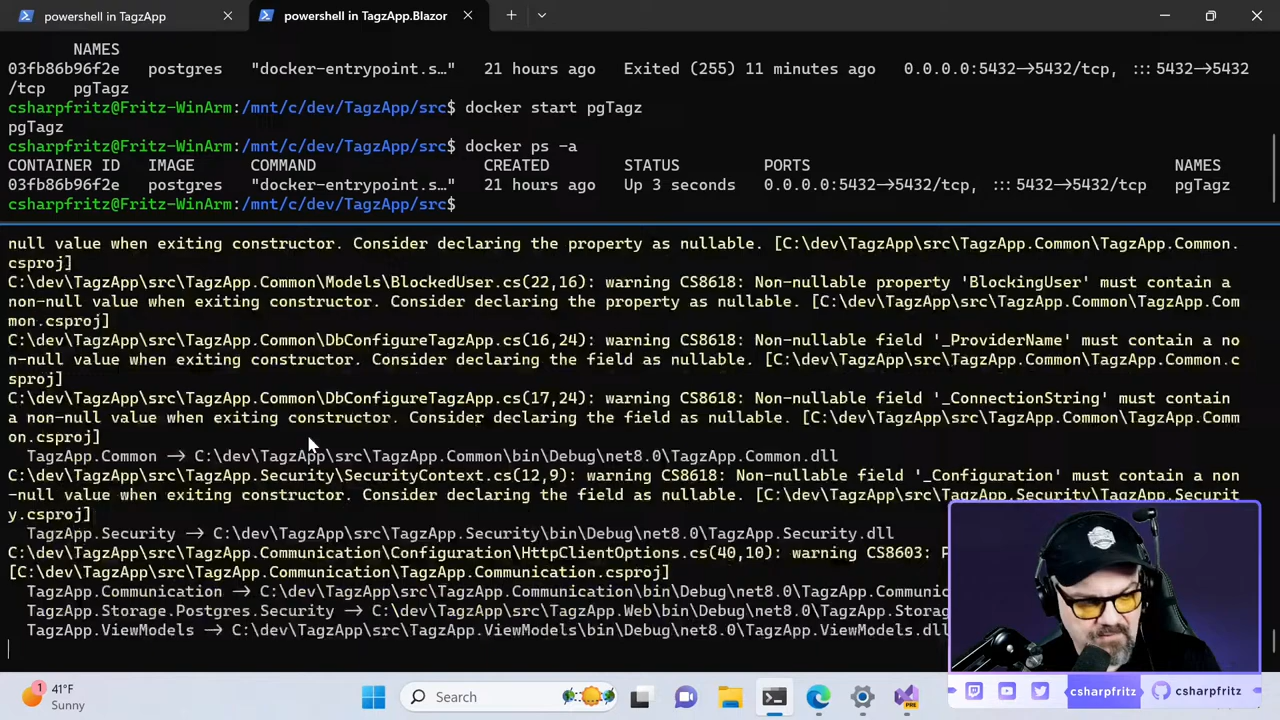 powershell in TagzApp
powershell in TagzApp.Blazor
NAMES
03fb86b96f2e postgres "docker-entrypoint.s…" 21 hours ago Exited (255) 11 minutes ago 0.0.0.0:5432->5432/tcp, :::5432->5432
/tcp pgTagz
csharpfritz@Fritz-WinArm:/mnt/c/dev/TagzApp/src$ docker start pgTagz
pgTagz
csharpfritz@Fritz-WinArm:/mnt/c/dev/TagzApp/src$ docker ps -a
CONTAINER ID IMAGE COMMAND CREATED STATUS PORTS NAMES
03fb86b96f2e postgres "docker-entrypoint.s…" 21 hours ago Up 3 seconds 0.0.0.0:5432->5432/tcp, :::5432->5432/tcp pgTagz
csharpfritz@Fritz-WinArm:/mnt/c/dev/TagzApp/src$
null value when exiting constructor. Consider declaring the property as nullable. [C:\dev\TagzApp\src\TagzApp.Common\TagzApp.Common.
csproj]
C:\dev\TagzApp\src\TagzApp.Common\Models\BlockedUser.cs(22,16): warning CS8618: Non-nullable property 'BlockingUser' must contain a
non-null value when exiting constructor. Consider declaring the property as nullable. [C:\dev\TagzApp\src\TagzApp.Common\TagzApp.Com
mon.csproj]
C:\dev\TagzApp\src\TagzApp.Common\DbConfigureTagzApp.cs(16,24): warning CS8618: Non-nullable field '_ProviderName' must contain a no
n-null value when exiting constructor. Consider declaring the field as nullable. [C:\dev\TagzApp\src\TagzApp.Common\TagzApp.Common.c
sproj]
C:\dev\TagzApp\src\TagzApp.Common\DbConfigureTagzApp.cs(17,24): warning CS8618: Non-nullable field '_ConnectionString' must contain
a non-null value when exiting constructor. Consider declaring the field as nullable. [C:\dev\TagzApp\src\TagzApp.Common\TagzApp.Comm
on.csproj]
TagzApp.Common -> C:\dev\TagzApp\src\TagzApp.Common\bin\Debug\net8.0\TagzApp.Common.dll
C:\dev\TagzApp\src\TagzApp.Security\SecurityContext.cs(12,9): warning CS8618: Non-nullable field '_Configuration' must contain a non
-null value when exiting constructor. Consider declaring the field as nullable. [C:\dev\TagzApp\src\TagzApp.Security\TagzApp.Securit
y.csproj]
TagzApp.Security -> C:\dev\TagzApp\src\TagzApp.Security\bin\Debug\net8.0\TagzApp.Security.dll
C:\dev\TagzApp\src\TagzApp.Communication\Configuration\HttpClientOptions.cs(40,10): warning CS8603: P
[C:\dev\TagzApp\src\TagzApp.Communication\TagzApp.Communication.csproj]
TagzApp.Communication -> C:\dev\TagzApp\src\TagzApp.Communication\bin\Debug\net8.0\TagzApp.Communic
TagzApp.Storage.Postgres.Security -> C:\dev\TagzApp\src\TagzApp.Web\bin\Debug\net8.0\TagzApp.Storag
TagzApp.ViewModels -> C:\dev\TagzApp\src\TagzApp.ViewModels\bin\Debug\net8.0\TagzApp.ViewModels.dll
1
41°F
Sunny
Search
PRE
csharpfritz
csharpfritz